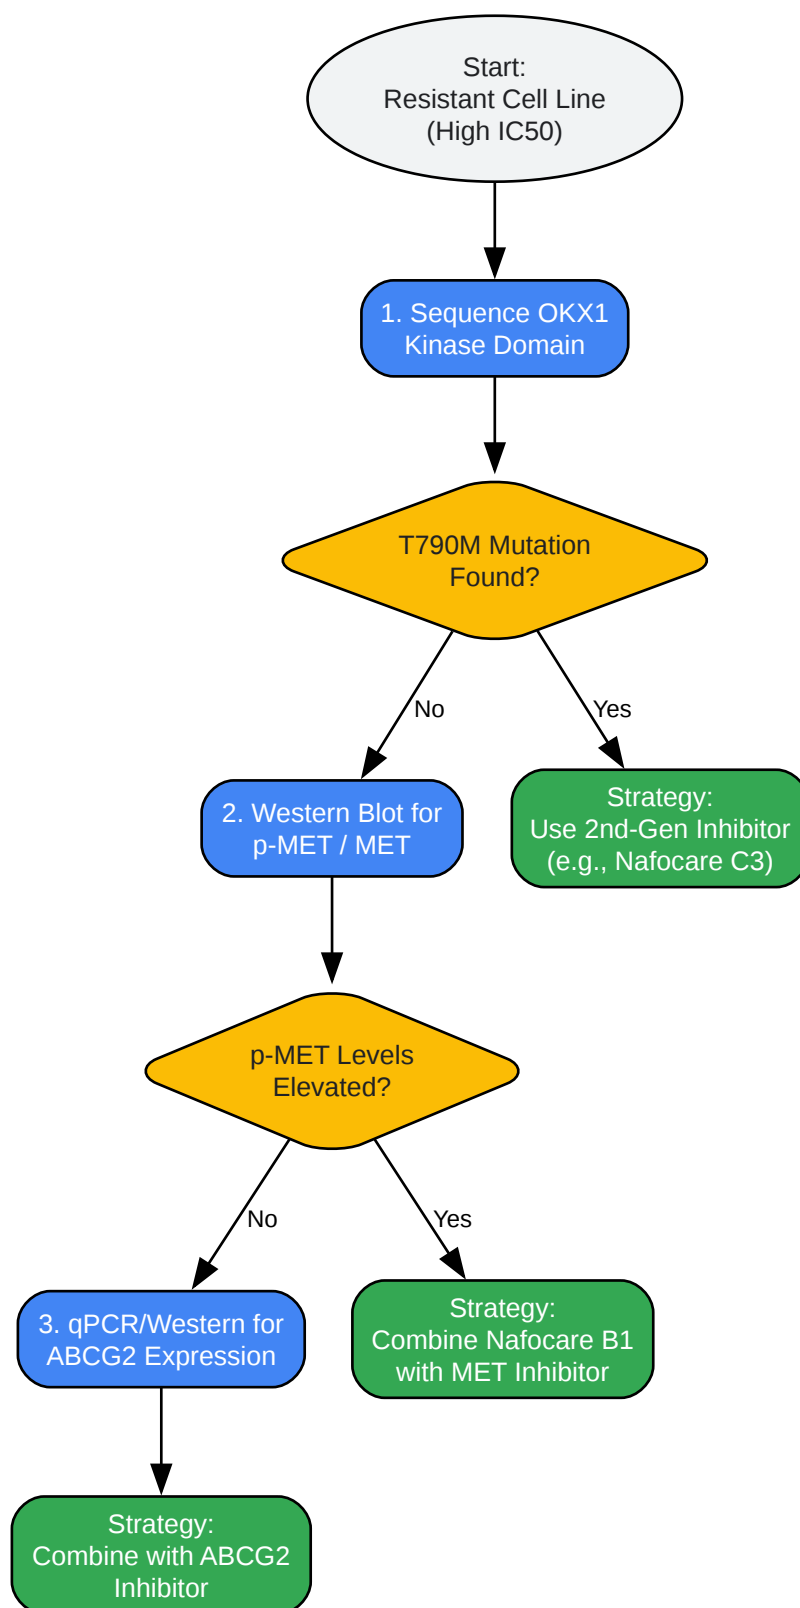 Start:
Resistant Cell Line
(High IC50)
1. Sequence OKX1
Kinase Domain
T790M Mutation
Found?
No
Yes
2. Western Blot for
p-MET / MET
Strategy:
Use 2nd-Gen Inhibitor
(e.g., Nafocare C3)
p-MET Levels
Elevated?
No
Yes
3. qPCR/Western for
ABCG2 Expression
Strategy:
Combine Nafocare B1
with MET Inhibitor
Strategy:
Combine with ABCG2
Inhibitor